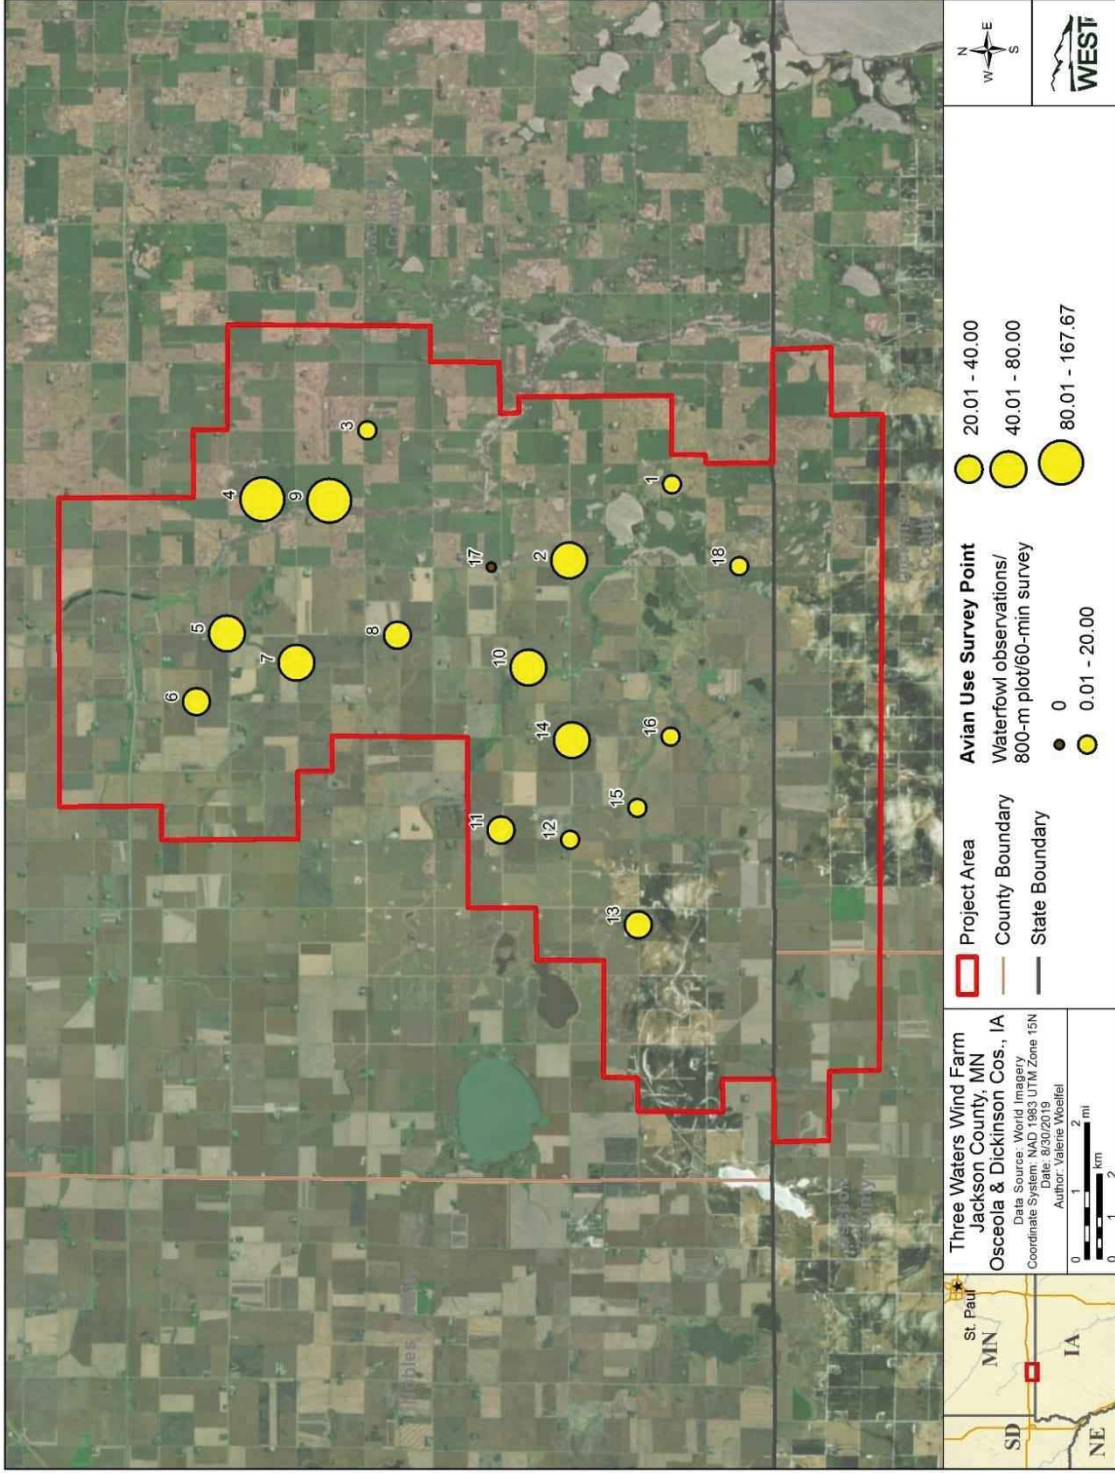 6
5
4
9
7
3
8
17
11
10
2
12
14
13
15
16
1
18
St. Paul
MN
SD
IA
NE
Three Waters Wind Farm
Jackson County, MN
Osceola & Dickinson Cos., IA
Data Source: World Imagery
Coordinate System: NAD 1983 UTM Zone 15N
Date: 8/30/2019
Author: Valerie Woelfel
0 1 2
mi
km
0 1 2
Project Area
County Boundary
State Boundary
Avian Use Survey Point
Waterfowl observations/
800-m plot/60-min survey
0
0.01 - 20.00
20.01 - 40.00
40.01 - 80.00
80.01 - 167.67
N
W E
S
WEST